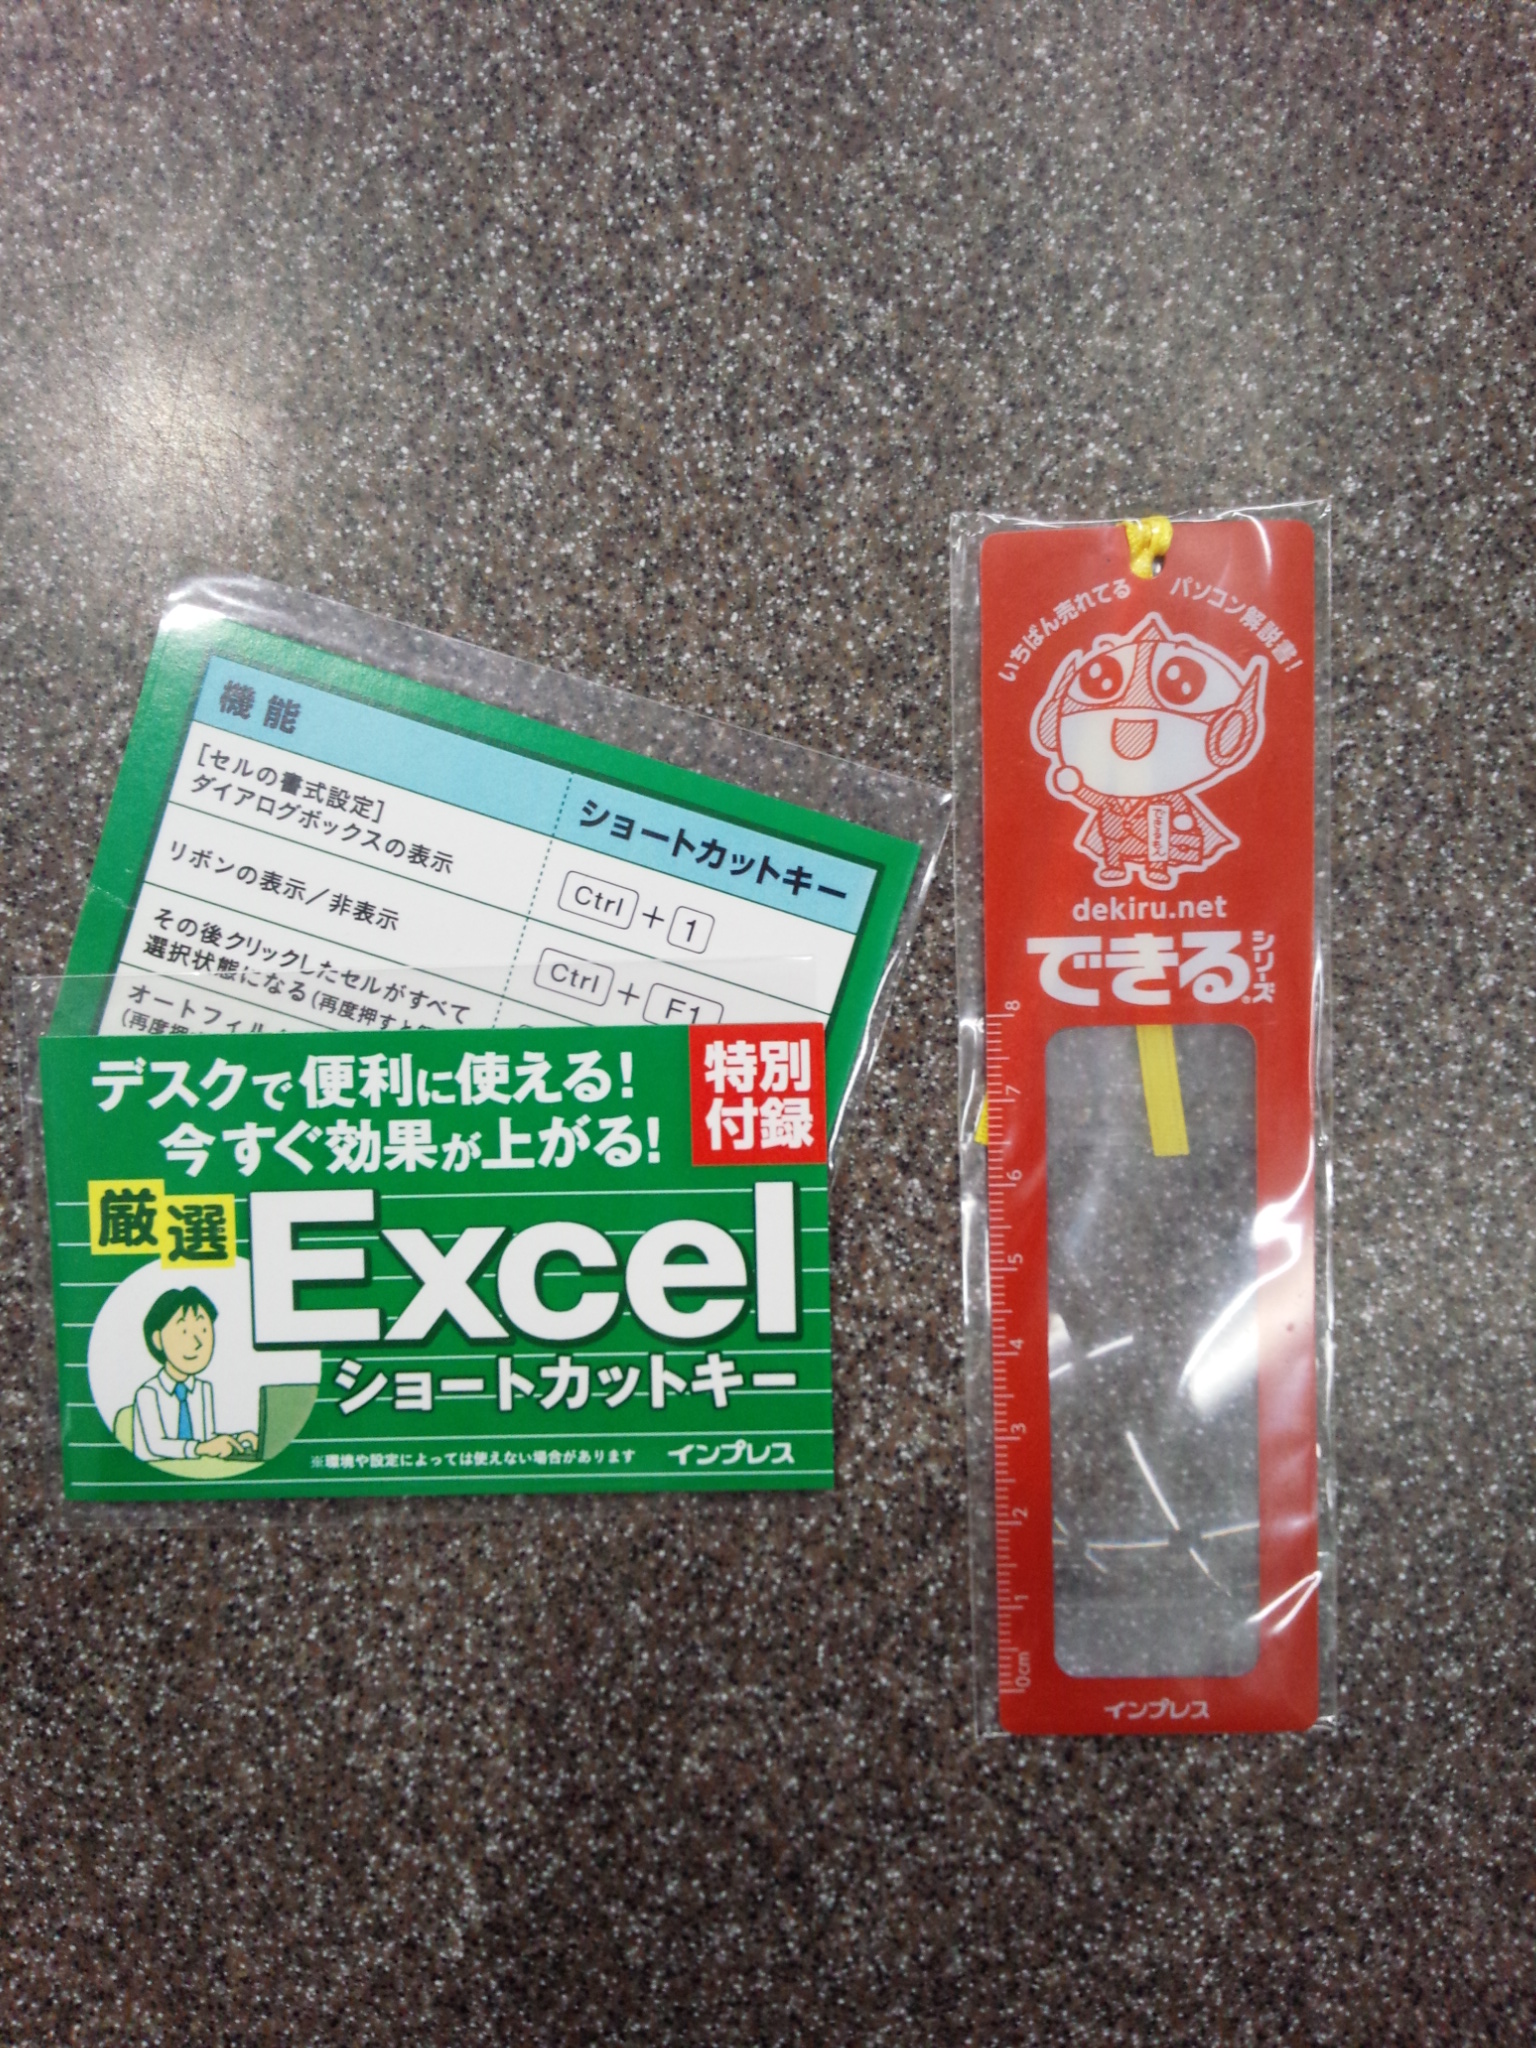 機能
ショートカットキー
[セルの書式設定]
ダイアログボックスの表示
Ctrl + 1
リボンの表示／非表示
Ctrl + F1
その後クリックしたセルがすべて
選択状態になる(再度押すと
オートフィル
(再度押
デスクで便利に使える!
今すぐ効果が上がる!
特別
付録
厳選
Excel
ショートカットキー
※環境や設定によっては使えない場合があります
インプレス
いちばん売れてる パソコン解説書!
できるもん
dekiru.net
できるシリーズ
8
7
6
5
4
3
2
1
0cm
インプレス